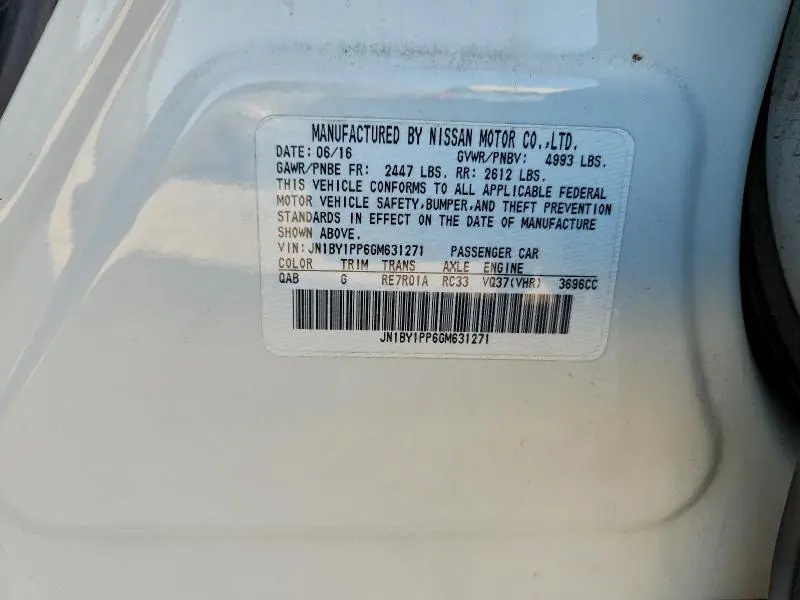 MANUFACTURED BY NISSAN MOTOR CO.,LTD.
DATE: 06/16 GVWR/PNBV: 4993 LBS.
GAWR/PNBE FR: 2447 LBS. RR: 2612 LBS.
THIS VEHICLE CONFORMS TO ALL APPLICABLE FEDERAL
MOTOR VEHICLE SAFETY,BUMPER,AND THEFT PREVENTION
STANDARDS IN EFFECT ON THE DATE OF MANUFACTURE
SHOWN ABOVE.
VIN: JN1BY1PP6GM631271 PASSENGER CAR
COLOR TRIM TRANS AXLE ENGINE
QAB G RE7R01A RC33 VQ37(VHR) 3696CC
JN1BY1PP6GM631271